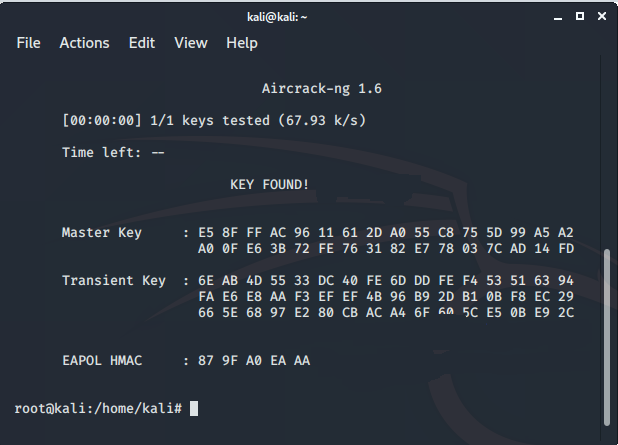 kali@kali: ~
File Actions Edit View Help
Aircrack-ng 1.6
[00:00:00] 1/1 keys tested (67.93 k/s)
Time left: --
KEY FOUND!
Master Key : E5 8F FF AC 96 11 61 2D A0 55 C8 75 5D 99 A5 A2
A0 0F E6 3B 72 FE 76 31 82 E7 78 03 7C AD 14 FD
Transient Key : 6E AB 4D 55 33 DC 40 FE 6D DD FE F4 53 51 63 94
FA E6 E8 AA F3 EF EF 4B 96 B9 2D B1 0B F8 EC 29
66 5E 68 97 E2 80 CB AC A4 6F 5C E5 0B E9 2C
EAPOL HMAC : 87 9F A0 EA AA
root@kali:/home/kali#